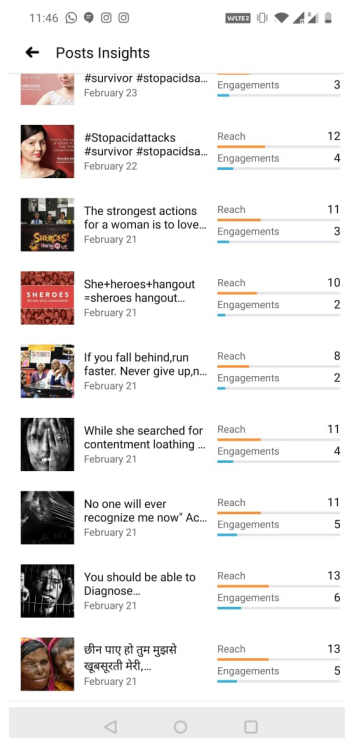 11:46
VoLTE2
Posts Insights
#survivor #stopacidsa...
February 23
Engagements 3
#Stopacidattacks
#survivor #stopacidsa...
February 22
Reach 12
Engagements 4
The strongest actions
for a woman is to love...
February 21
Reach 11
Engagements 3
SHEROES
She+heroes+hangout
=sheroes hangout...
February 21
Reach 10
Engagements 2
If you fall behind,run
faster. Never give up,n...
February 21
Reach 8
Engagements 2
While she searched for
contentment loathing ...
February 21
Reach 11
Engagements 4
No one will ever
recognize me now" Ac...
February 21
Reach 11
Engagements 5
You should be able to
Diagnose...
February 21
Reach 13
Engagements 6
छीन पाए हो तुम मुझसे
खूबसूरती मेरी,...
February 21
Reach 13
Engagements 5